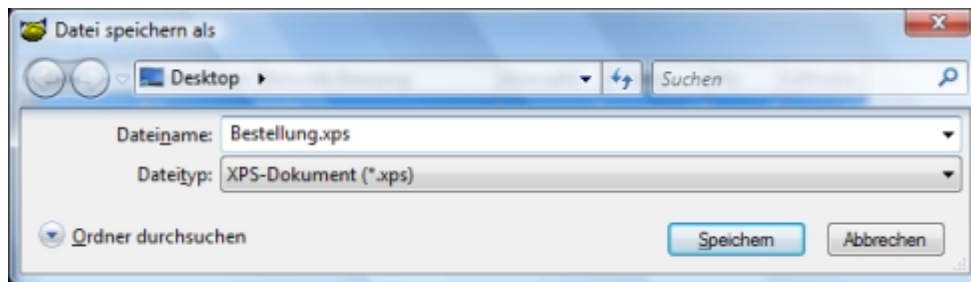 Datei speichern als
Desktop
Suchen
Dateiname: Bestellung.xps
Dateityp: XPS-Dokument (*.xps)
Ordner durchsuchen Speichern Abbrechen